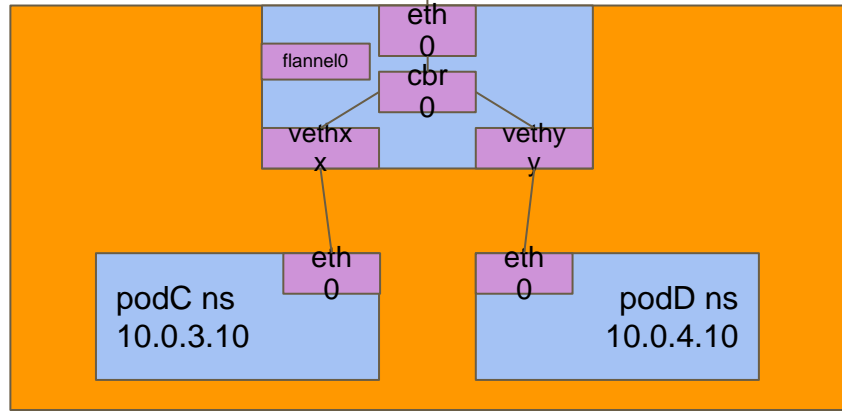 eth
0
flannel0
cbr
0
vethx
x
vethy
y
eth
0
eth
0
podC ns
10.0.3.10
podD ns
10.0.4.10